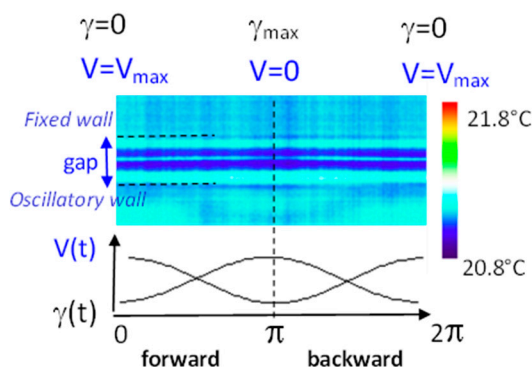 γ=0 γmax γ=0
V=Vmax V=0 V=Vmax
Fixed wall
gap
Oscillatory wall
21.8°C
20.8°C
V(t)
γ(t)
0 π 2π
forward backward